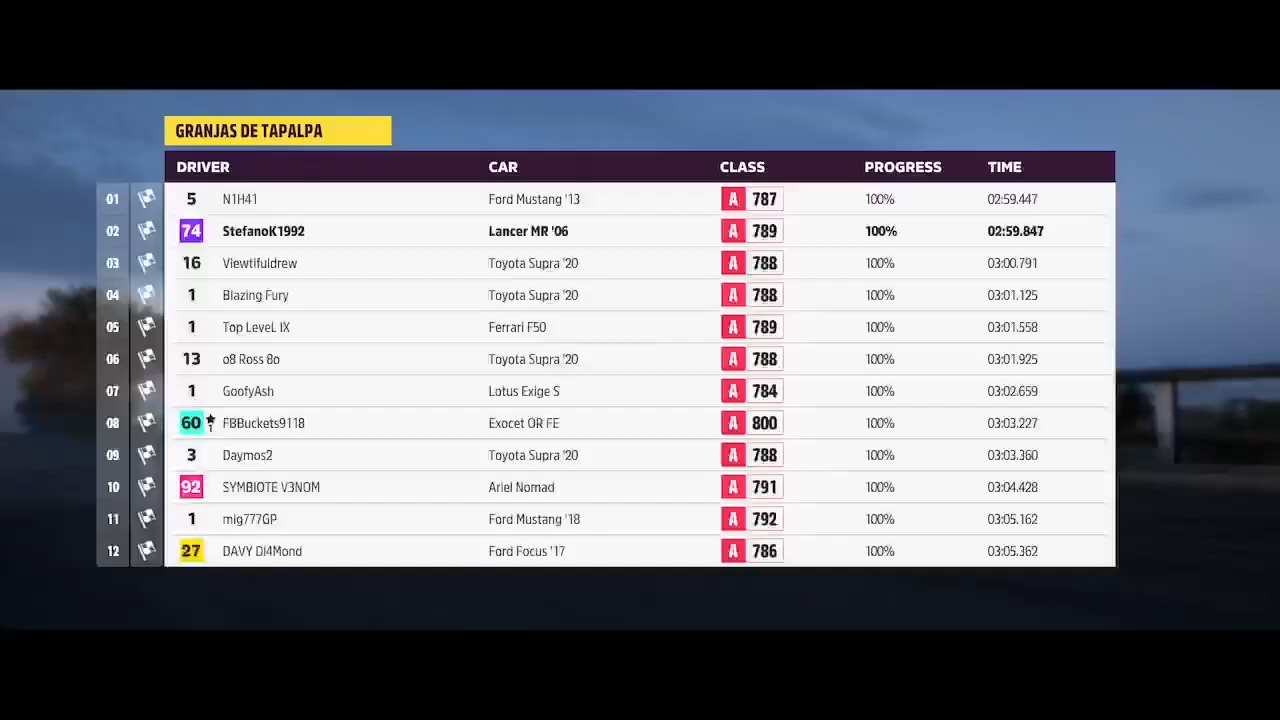 GRANJAS DE TAPALPA
DRIVER CAR CLASS PROGRESS TIME
01 5 N1H41 Ford Mustang '13 A 787 100% 02:59.447
02 74 StefanoK1992 Lancer MR '06 A 789 100% 02:59.847
03 16 Viewtifuldrew Toyota Supra '20 A 788 100% 03:00.791
04 1 Blazing Fury Toyota Supra '20 A 788 100% 03:01.125
05 1 Top LeveL IX Ferrari F50 A 789 100% 03:01.558
06 13 o8 Ross 8o Toyota Supra '20 A 788 100% 03:01.925
07 1 GoofyAsh Lotus Exige S A 784 100% 03:02.659
08 60 FBBuckets9118 Exocet OR FE A 800 100% 03:03.227
09 3 Daymos2 Toyota Supra '20 A 788 100% 03:03.360
10 92 SYMBIOTE V3NOM Ariel Nomad A 791 100% 03:04.428
11 1 mig777GP Ford Mustang '18 A 792 100% 03:05.162
12 27 DAVY DI4Mond Ford Focus '17 A 786 100% 03:05.362